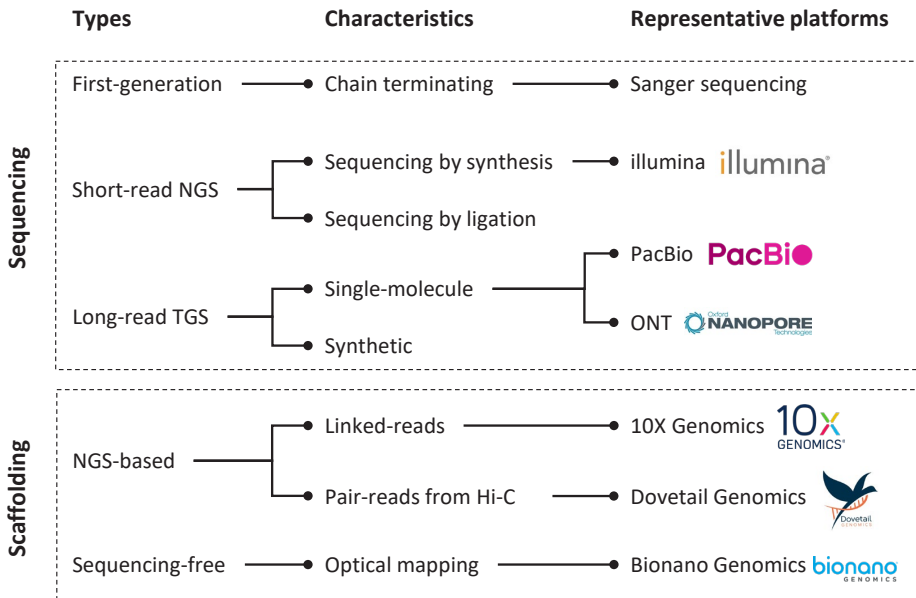 Types Characteristics Representative platforms
Sequencing
First-generation Chain terminating Sanger sequencing
Sequencing by synthesis illumina illumina®
Short-read NGS
Sequencing by ligation
PacBio PacBio
Single-molecule
Long-read TGS
ONT Oxford NANOPORE Technologies
Synthetic
Scaffolding
Linked-reads 10X Genomics 10x GENOMICS®
NGS-based
Pair-reads from Hi-C Dovetail Genomics Dovetail GENOMICS
Sequencing-free Optical mapping Bionano Genomics bionano GENOMICS